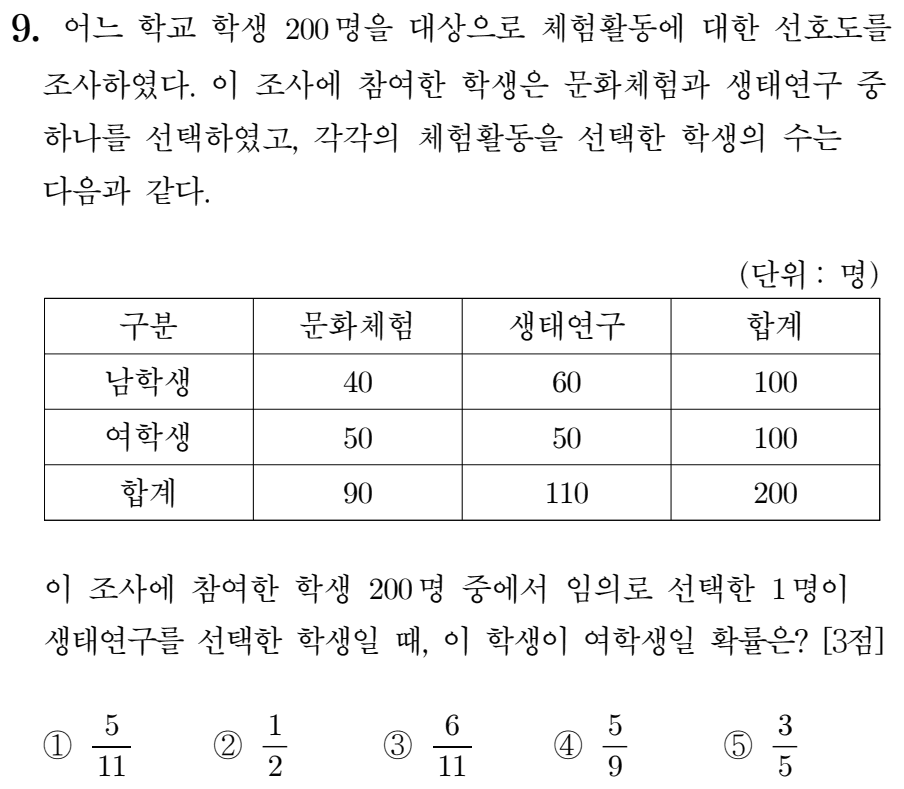 9. 어느 학교 학생 200명을 대상으로 체험활동에 대한 선호도를
조사하였다. 이 조사에 참여한 학생은 문화체험과 생태연구 중
하나를 선택하였고, 각각의 체험활동을 선택한 학생의 수는
다음과 같다.
(단위 : 명)
구분 문화체험 생태연구 합계
남학생 40 60 100
여학생 50 50 100
합계 90 110 200
이 조사에 참여한 학생 200명 중에서 임의로 선택한 1명이
생태연구를 선택한 학생일 때, 이 학생이 여학생일 확률은? [3점]
① 5/11 ② 1/2 ③ 6/11 ④ 5/9 ⑤ 3/5